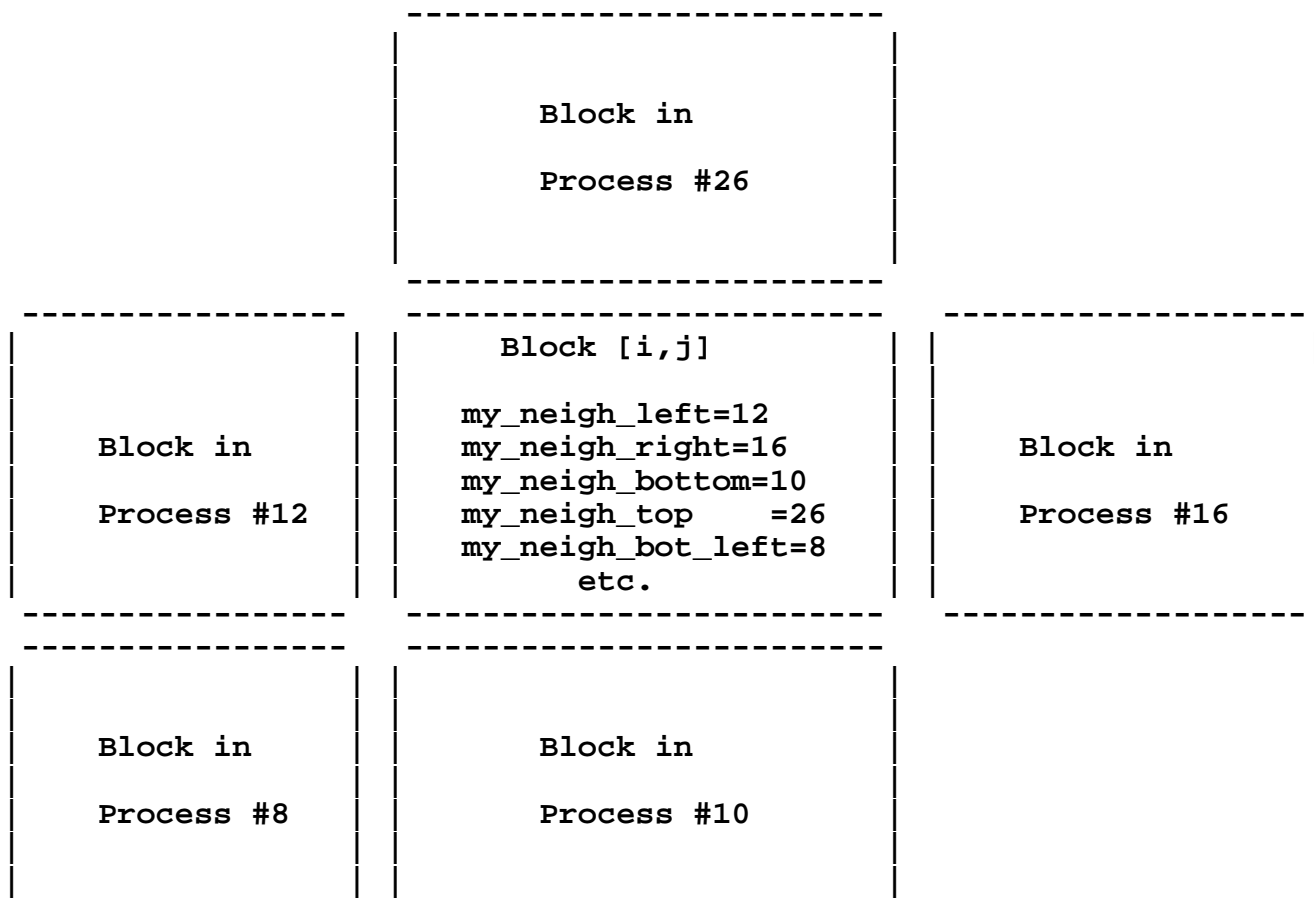 Block in
Process #26
Block [i,j]
my_neigh_left=12
Block in
my_neigh_right=16
Block in
my_neigh_bottom=10
Process #12
my_neigh_top    =26
Process #16
my_neigh_bot_left=8
etc.
Block in
Block in
Process #8
Process #10